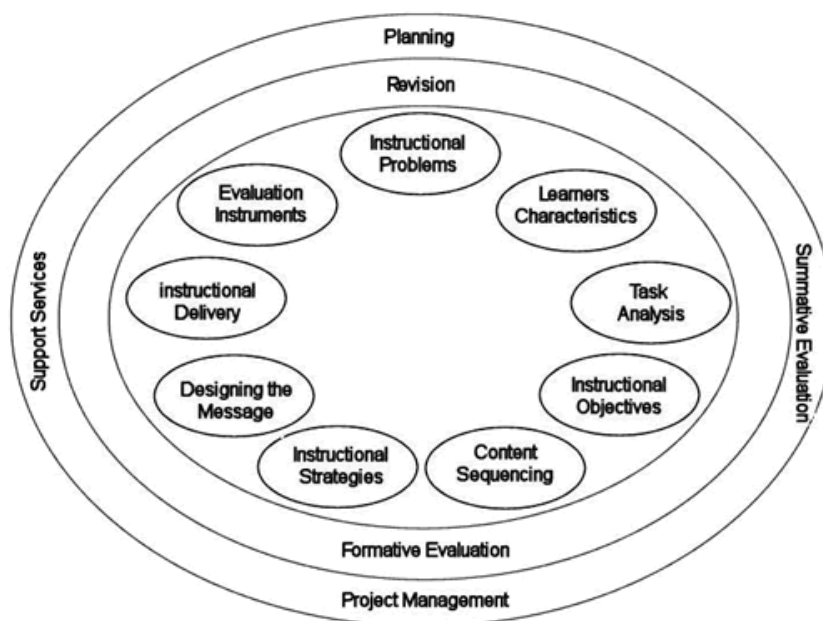 Planning
Revision
Instructional
Problems
Evaluation
Instruments
Learners
Characteristics
instructional
Delivery
Task
Analysis
Support Services
Summative Evaluation
Designing the
Message
Instructional
Objectives
Instructional
Strategies
Content
Sequencing
Formative Evaluation
Project Management